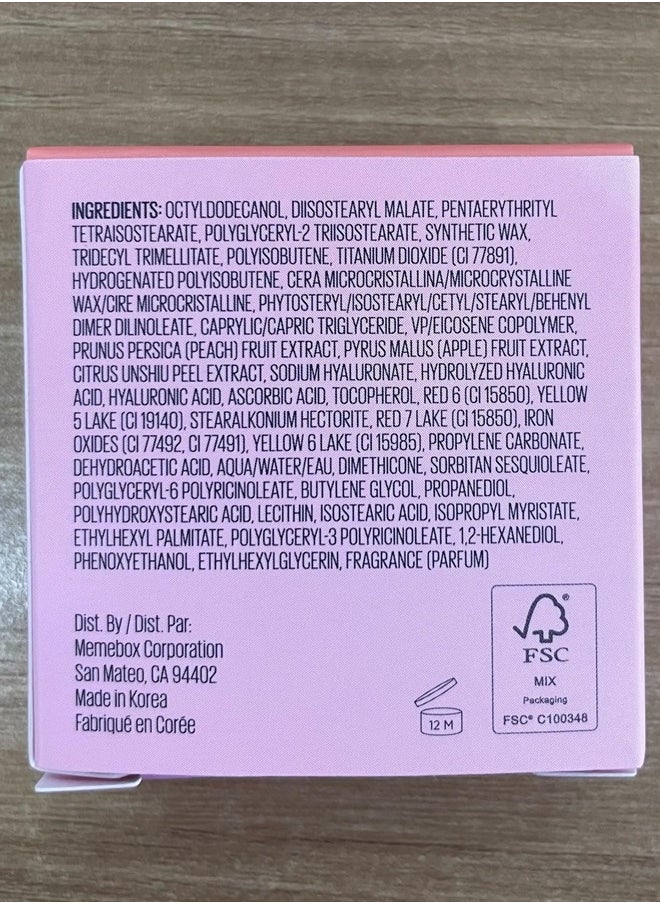 INGREDIENTS: OCTYLDODECANOL, DIISOSTEARYL MALATE, PENTAERYTHRITYL
TETRAISOSTEARATE, POLYGLYCERYL-2 TRIISOSTEARATE, SYNTHETIC WAX,
TRIDECYL TRIMELLITATE, POLYISOBUTENE, TITANIUM DIOXIDE (CI 77891),
HYDROGENATED POLYISOBUTENE, CERA MICROCRISTALLINA/MICROCRYSTALLINE
WAX/CIRE MICROCRISTALLINE, PHYTOSTERYL/ISOSTEARYL/CETYL/STEARYL/BEHENYL
DIMER DILINOLEATE, CAPRYLIC/CAPRIC TRIGLYCERIDE, VP/EICOSENE COPOLYMER,
PRUNUS PERSICA (PEACH) FRUIT EXTRACT, PYRUS MALUS (APPLE) FRUIT EXTRACT,
CITRUS UNSHIU PEEL EXTRACT, SODIUM HYALURONATE, HYDROLYZED HYALURONIC
ACID, HYALURONIC ACID, ASCORBIC ACID, TOCOPHEROL, RED 6 (CI 15850), YELLOW
5 LAKE (CI 19140), STEARALKONIUM HECTORITE, RED 7 LAKE (CI 15850), IRON
OXIDES (CI 77492, CI 77491), YELLOW 6 LAKE (CI 15985), PROPYLENE CARBONATE,
DEHYDROACETIC ACID, AQUA/WATER/EAU, DIMETHICONE, SORBITAN SESQUIOLEATE,
POLYGLYCERYL-6 POLYRICINOLEATE, BUTYLENE GLYCOL, PROPANEDIOL,
POLYHYDROXYSTEARIC ACID, LECITHIN, ISOSTEARIC ACID, ISOPROPYL MYRISTATE,
ETHYLHEXYL PALMITATE, POLYGLYCERYL-3 POLYRICINOLEATE, 1,2-HEXANEDIOL,
PHENOXYETHANOL, ETHYLHEXYLGLYCERIN, FRAGRANCE (PARFUM)
Dist. By / Dist. Par:
Memebox Corporation
San Mateo, CA 94402
Made in Korea
Fabriqué en Corée
12 M
®
FSC
MIX
Packaging
FSC® C100348